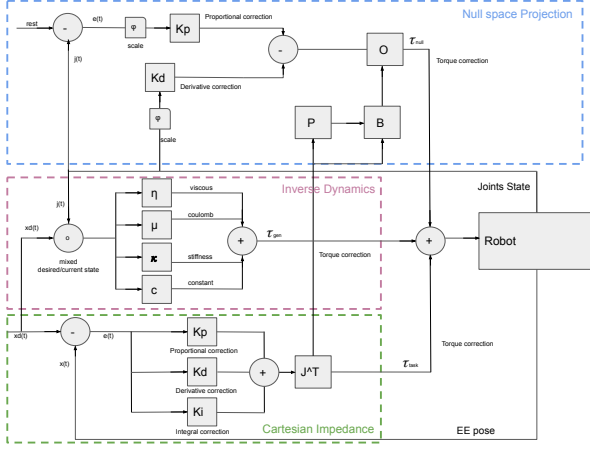 Null space Projection
rest
e(t)
φ
scale
Kp
Proportional correction
-
-
O
τnull
j(t)
Kd
Derivative correction
Torque correction
φ
scale
P
B
Joints State
Inverse Dynamics
j(t)
η
viscous
xd(t)
μ
coulomb
o
+
τgen
+
Robot
mixed
desired/current state
κ
stiffness
Torque correction
c
constant
xd(t)
-
e(t)
Kp
Proportional correction
x(t)
Kd
+
J^T
τtask
Torque correction
Derivative correction
Ki
Integral correction
Cartesian Impedance
EE pose